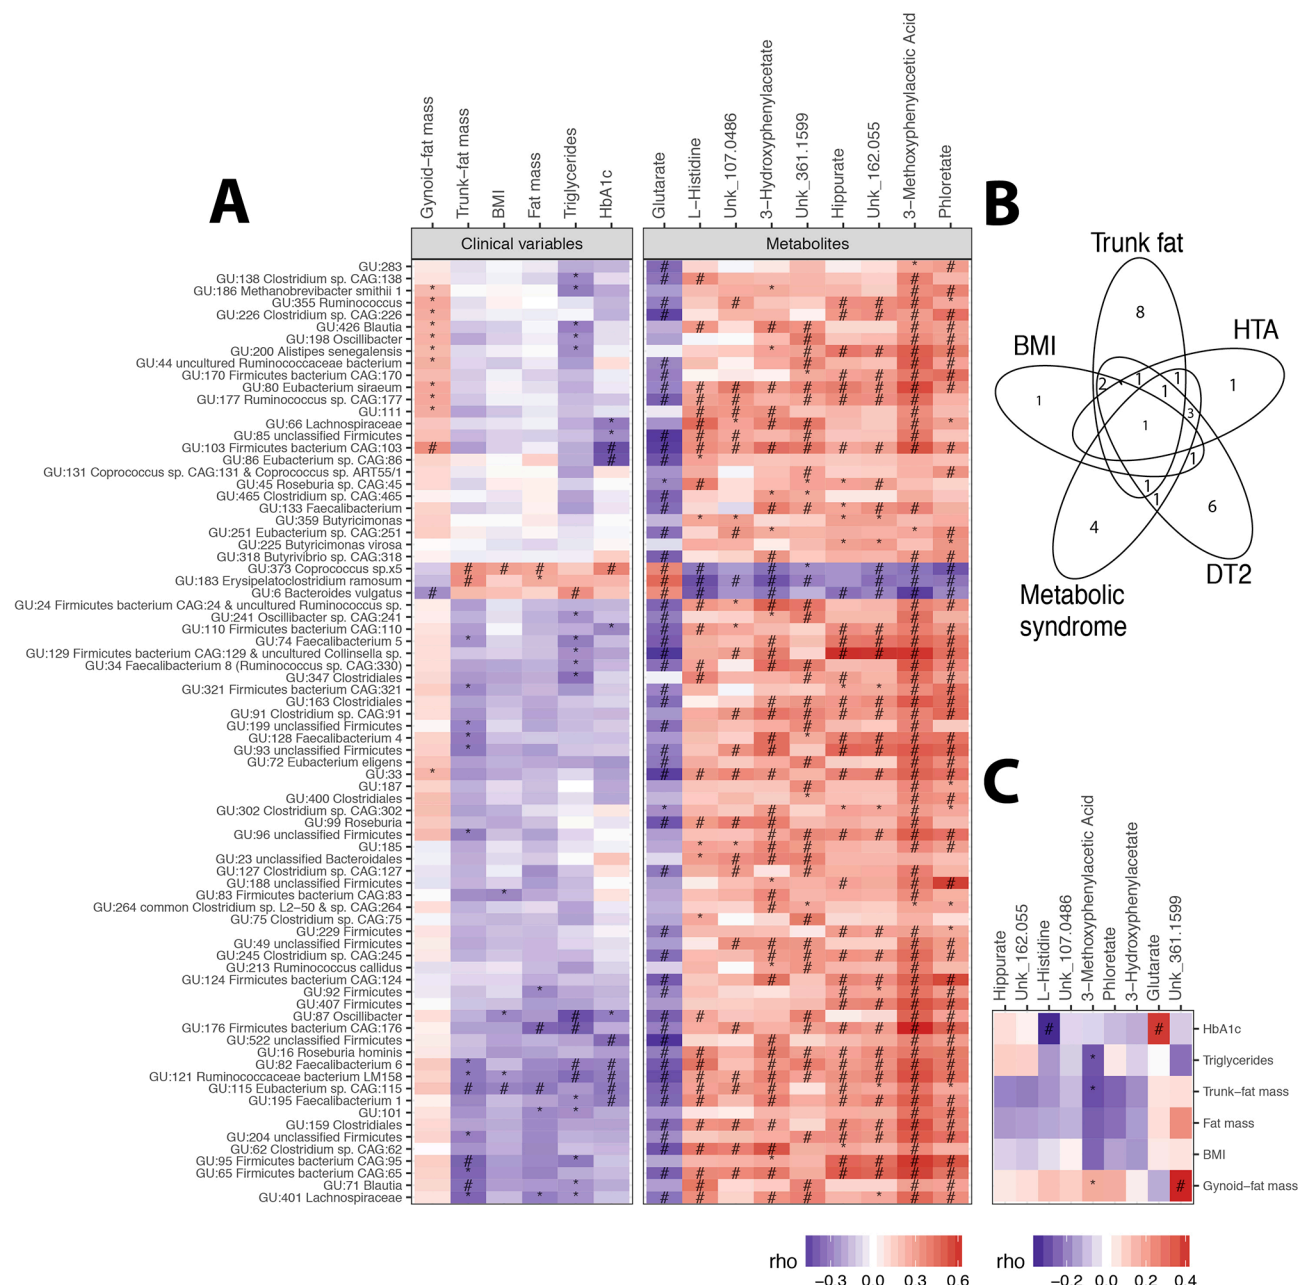 A
Gynoid−fat mass
Trunk−fat mass
BMI
Fat mass
Triglycerides
HbA1c
Glutarate
L−Histidine
Unk_107.0486
3−Hydroxyphenylacetate
Unk_361.1599
Hippurate
Unk_162.055
3−Methoxyphenylacetic Acid
Phloretate
Clinical variables
Metabolites
GU:283
GU:138 Clostridium sp. CAG:138
GU:186 Methanobrevibacter smithii 1
GU:355 Ruminococcus
GU:226 Clostridium sp. CAG:226
GU:426 Blautia
GU:198 Oscillibacter
GU:200 Alistipes senegalensis
GU:44 uncultured Ruminococcaceae bacterium
GU:170 Firmicutes bacterium CAG:170
GU:80 Eubacterium siraeum
GU:177 Ruminococcus sp. CAG:177
GU:111
GU:66 Lachnospiraceae
GU:85 unclassified Firmicutes
GU:103 Firmicutes bacterium CAG:103
GU:86 Eubacterium sp. CAG:86
GU:131 Coprococcus sp. CAG:131 & Coprococcus sp. ART55/1
GU:45 Roseburia sp. CAG:45
GU:465 Clostridium sp. CAG:465
GU:133 Faecalibacterium
GU:359 Butyricimonas
GU:251 Eubacterium sp. CAG:251
GU:225 Butyricimonas virosa
GU:318 Butyrivibrio sp. CAG:318
GU:373 Coprococcus sp.x5
GU:183 Erysipelatoclostridium ramosum
GU:6 Bacteroides vulgatus
GU:24 Firmicutes bacterium CAG:24 & uncultured Ruminococcus sp.
GU:241 Oscillibacter sp. CAG:241
GU:110 Firmicutes bacterium CAG:110
GU:74 Faecalibacterium 5
GU:129 Firmicutes bacterium CAG:129 & uncultured Collinsella sp.
GU:34 Faecalibacterium 8 (Ruminococcus sp. CAG:330)
GU:347 Clostridiales
GU:321 Firmicutes bacterium CAG:321
GU:163 Clostridiales
GU:91 Clostridium sp. CAG:91
GU:199 unclassified Firmicutes
GU:128 Faecalibacterium 4
GU:93 unclassified Firmicutes
GU:72 Eubacterium eligens
GU:33
GU:187
GU:400 Clostridiales
GU:302 Clostridium sp. CAG:302
GU:99 Roseburia
GU:96 unclassified Firmicutes
GU:185
GU:23 unclassified Bacteroidales
GU:127 Clostridium sp. CAG:127
GU:188 unclassified Firmicutes
GU:83 Firmicutes bacterium CAG:83
GU:264 common Clostridium sp. L2−50 & sp. CAG:264
GU:75 Clostridium sp. CAG:75
GU:229 Firmicutes
GU:49 unclassified Firmicutes
GU:245 Clostridium sp. CAG:245
GU:213 Ruminococcus callidus
GU:124 Firmicutes bacterium CAG:124
GU:92 Firmicutes
GU:407 Firmicutes
GU:87 Oscillibacter
GU:176 Firmicutes bacterium CAG:176
GU:522 unclassified Firmicutes
GU:16 Roseburia hominis
GU:82 Faecalibacterium 6
GU:121 Ruminococcaceae bacterium LM158
GU:115 Eubacterium sp. CAG:115
GU:195 Faecalibacterium 1
GU:101
GU:159 Clostridiales
GU:204 unclassified Firmicutes
GU:62 Clostridium sp. CAG:62
GU:95 Firmicutes bacterium CAG:95
GU:65 Firmicutes bacterium CAG:65
GU:71 Blautia
GU:401 Lachnospiraceae
rho
−0.3 0.0 0.3 0.6
B
Trunk fat
HTA
BMI
8
1
1
2
1
1
1
3
1
1
1
1
4
6
DT2
Metabolic
syndrome
C
Hippurate
Unk_162.055
L−Histidine
Unk_107.0486
3−Methoxyphenylacetic Acid
Phloretate
3−Hydroxyphenylacetate
Glutarate
Unk_361.1599
HbA1c
Triglycerides
Trunk−fat mass
Fat mass
BMI
Gynoid−fat mass
rho
−0.2 0.0 0.2 0.4